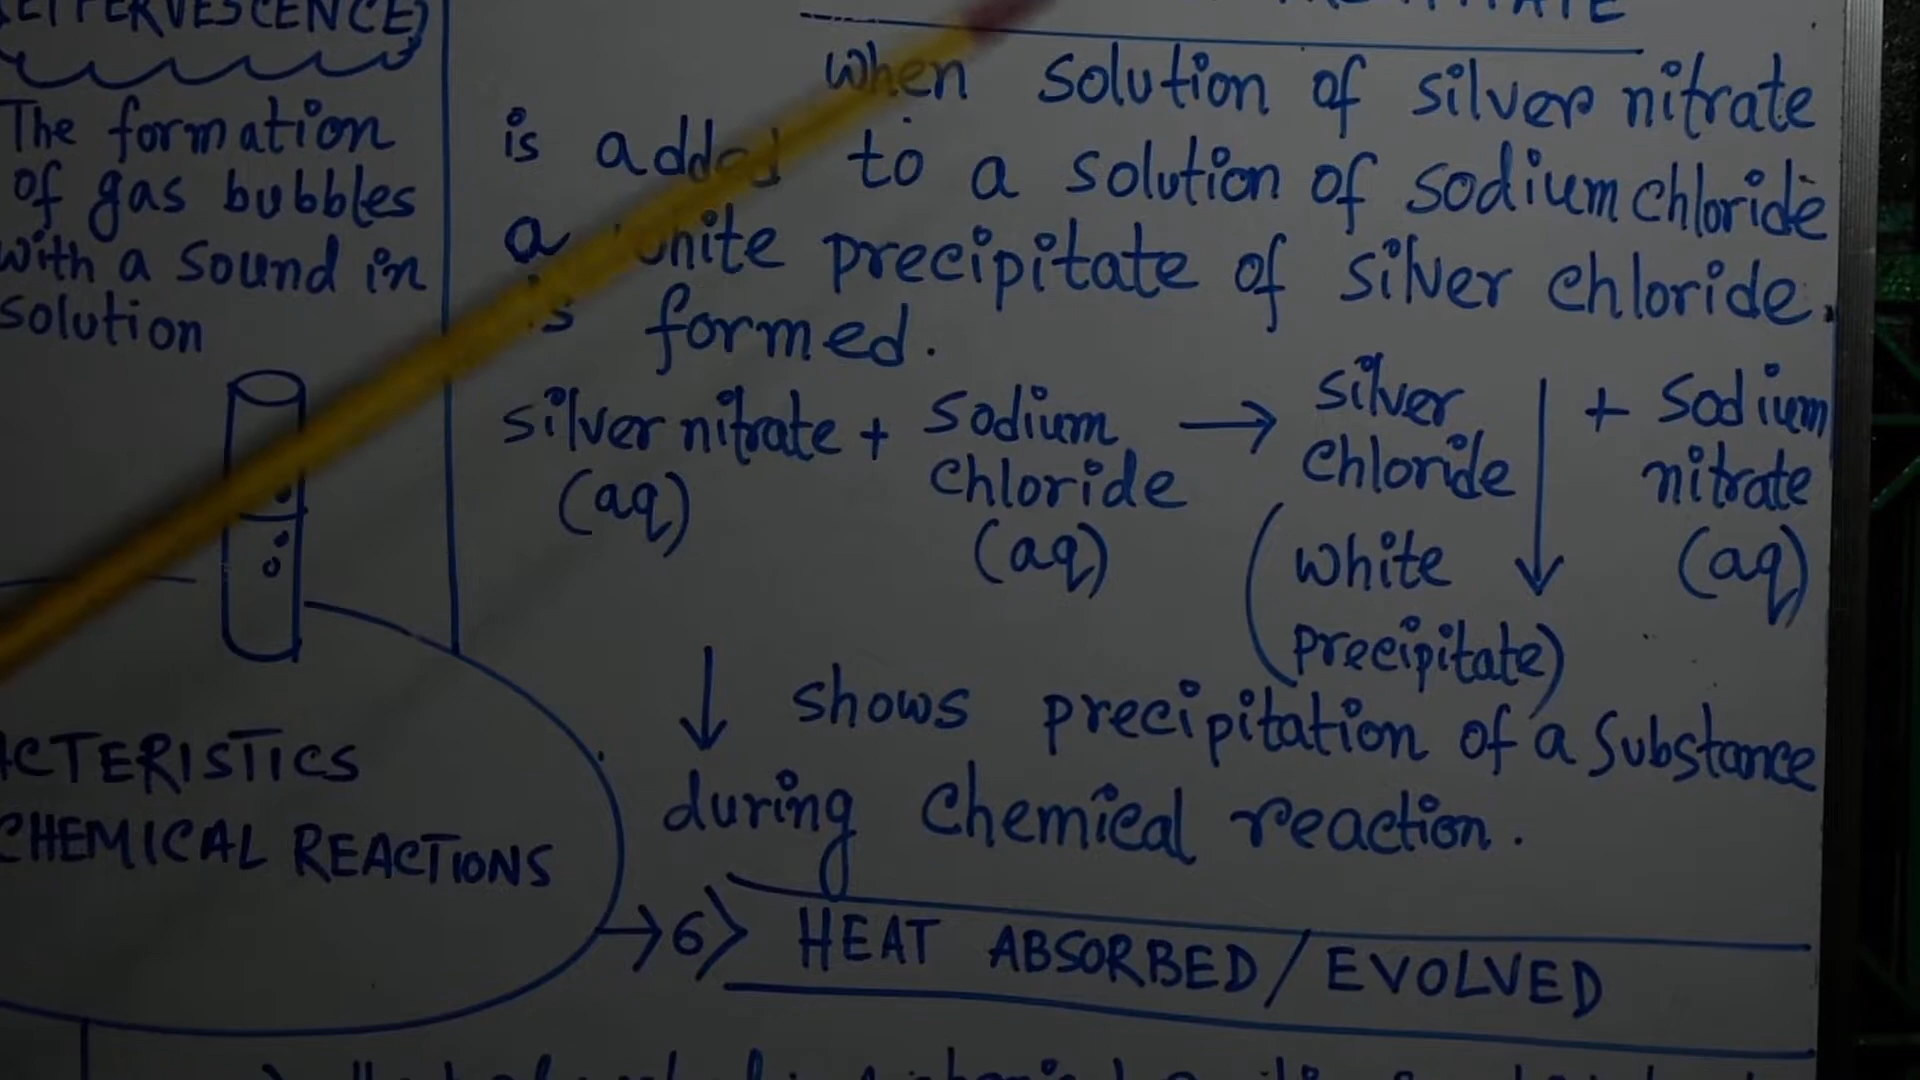 (EFFERVESCENCE)
The formation
of gas bubbles
with a sound in
solution
When solution of silver nitrate
is added to a solution of sodium chloride
a white precipitate of silver chloride
is formed.
silver nitrate + sodium chloride → silver chloride ↓ + sodium nitrate
(aq) (aq) (white precipitate) (aq)
↓ shows precipitation of a substance
during chemical reaction.
ACTERISTICS
CHEMICAL REACTIONS
→ 6> HEAT ABSORBED/EVOLVED